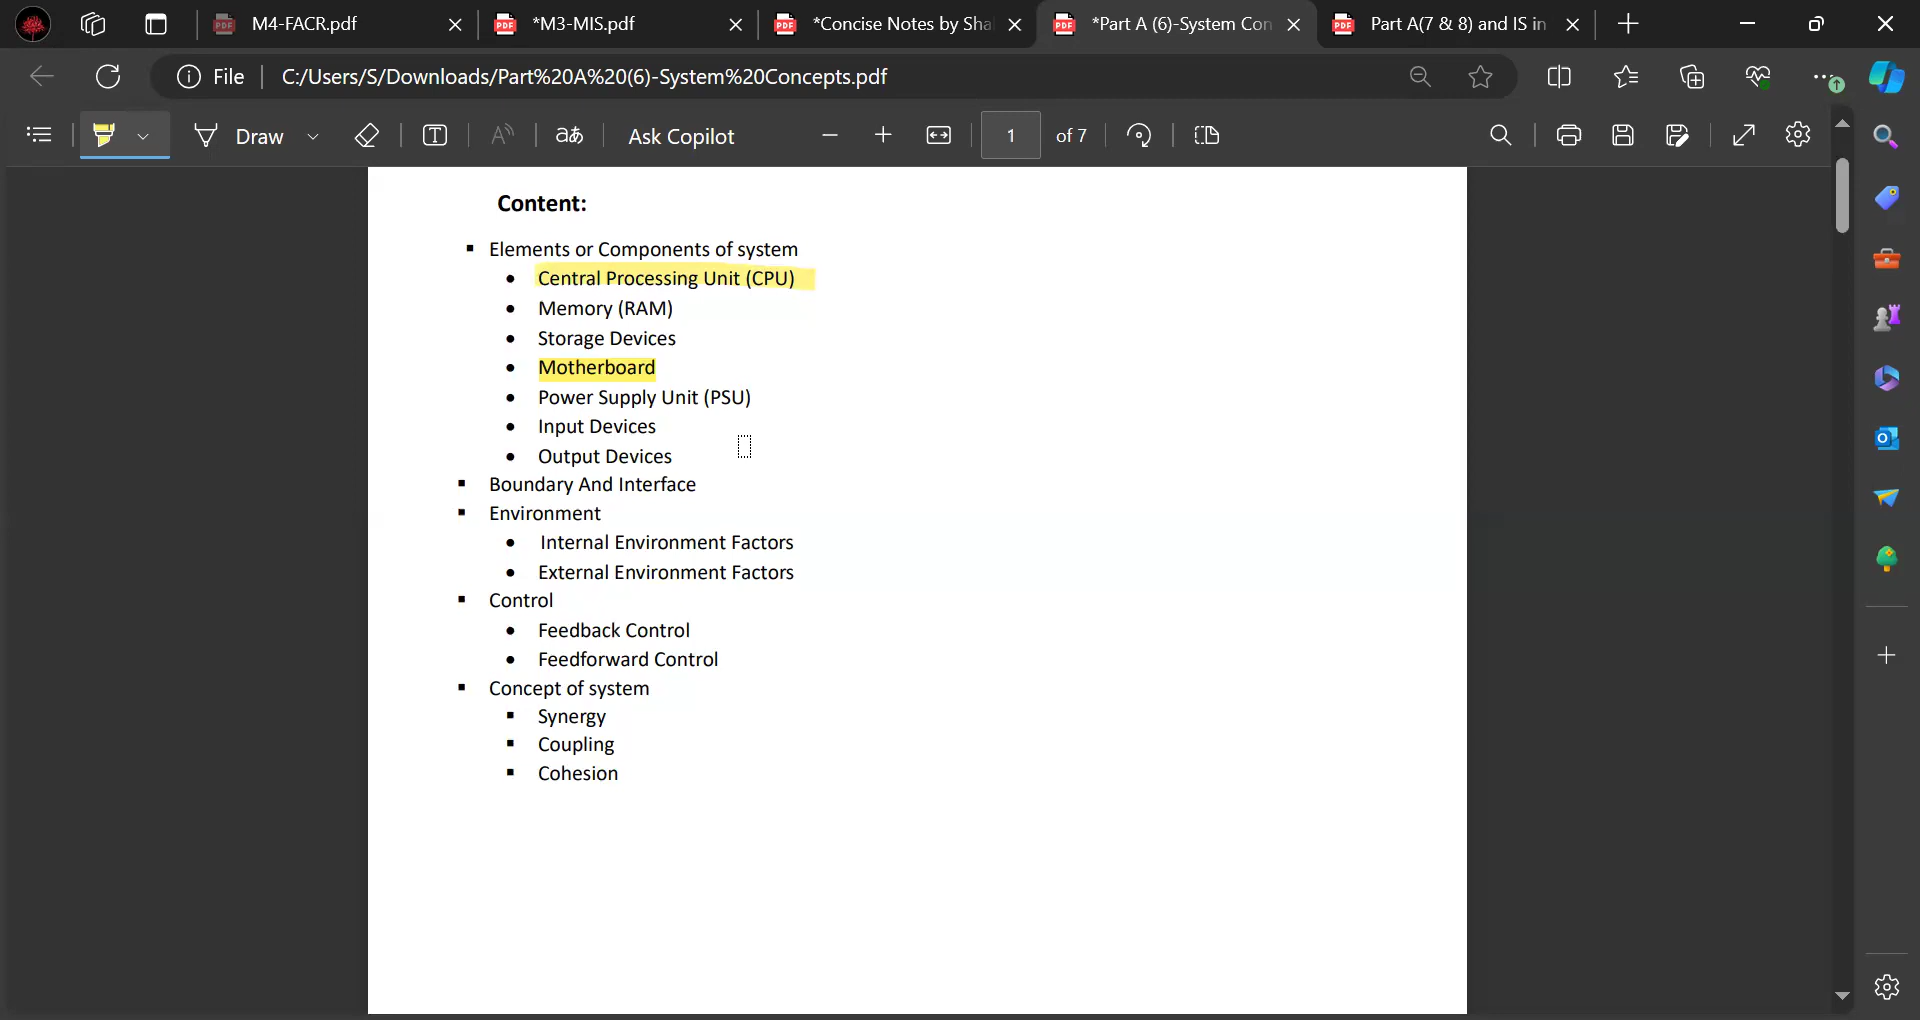 M4-FACR.pdf
*M3-MIS.pdf
*Concise Notes by Sha
*Part A (6)-System Con
Part A(7 & 8) and IS in
File
C:/Users/S/Downloads/Part%20A%20(6)-System%20Concepts.pdf
Draw
aあ
Ask Copilot
1
of 7
Content:
▪ Elements or Components of system
• Central Processing Unit (CPU)
• Memory (RAM)
• Storage Devices
• Motherboard
• Power Supply Unit (PSU)
• Input Devices
• Output Devices
▪ Boundary And Interface
▪ Environment
• Internal Environment Factors
• External Environment Factors
▪ Control
• Feedback Control
• Feedforward Control
▪ Concept of system
▪ Synergy
▪ Coupling
▪ Cohesion